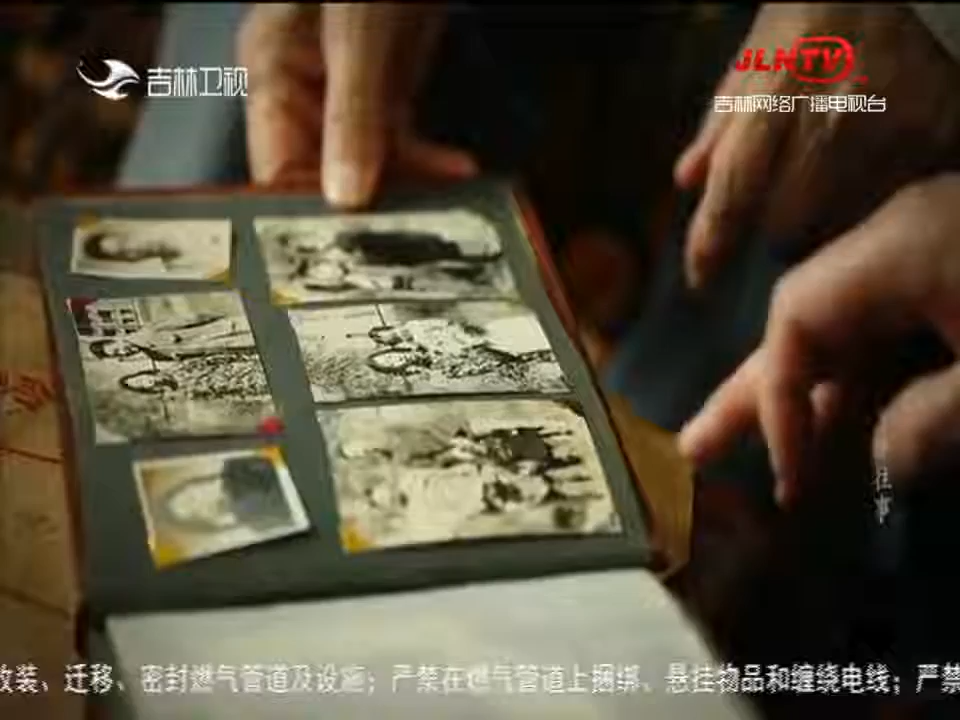 吉林卫视
JLNTV
吉林网络广播电视台
往事
改装、迁移、密封燃气管道及设施；严禁在燃气管道上捆绑、悬挂物品和缠绕电线；严禁